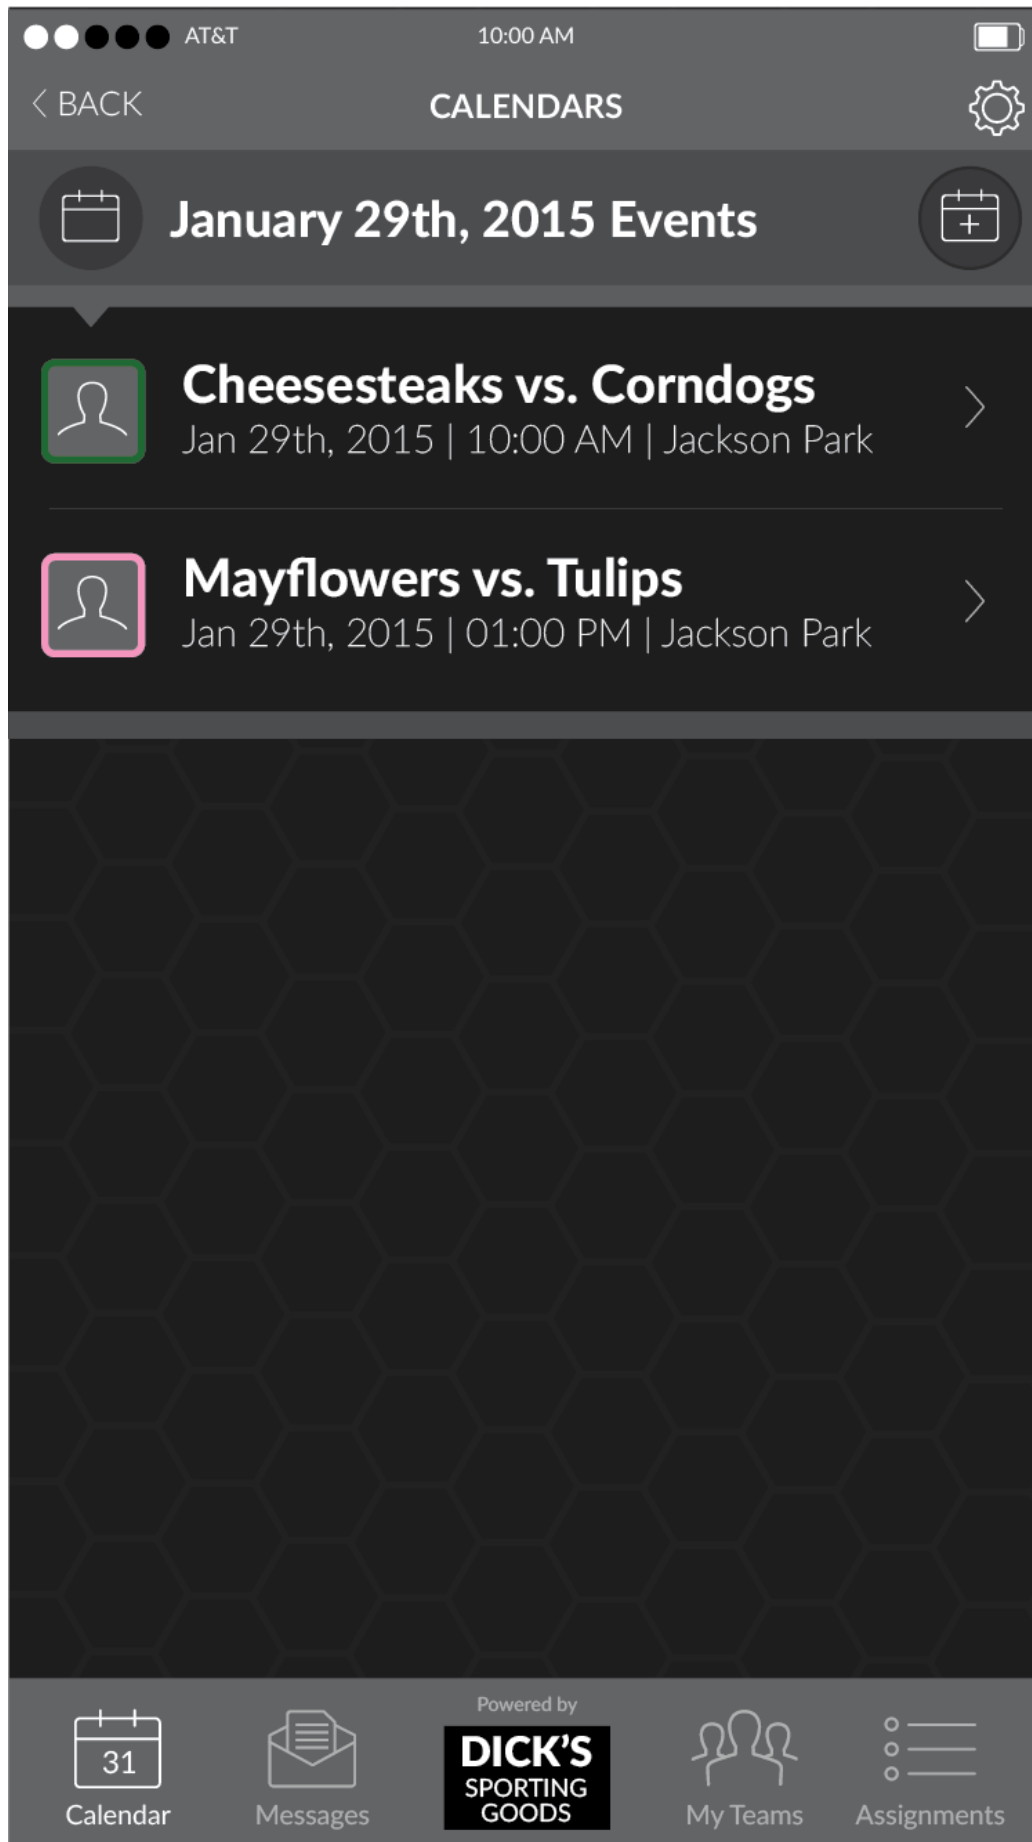 AT&T
10:00 AM
BACK
CALENDARS
January 29th, 2015 Events
Cheesesteaks vs. Corndogs
Jan 29th, 2015 | 10:00 AM | Jackson Park
Mayflowers vs. Tulips
Jan 29th, 2015 | 01:00 PM | Jackson Park
31
Calendar
Messages
Powered by
DICK'S
SPORTING
GOODS
My Teams
Assignments